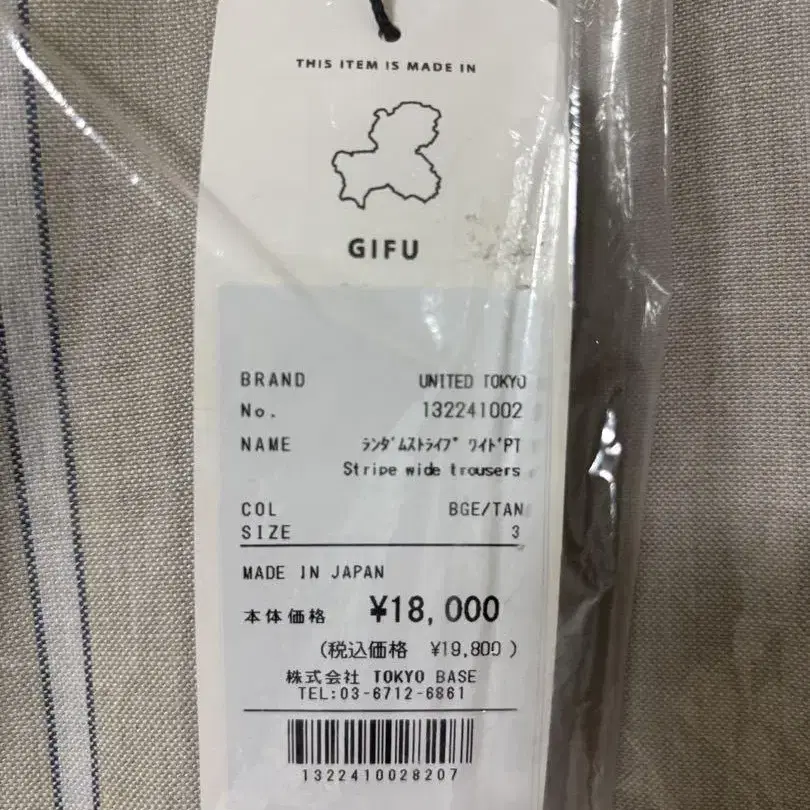 THIS ITEM IS MADE IN
GIFU
BRAND UNITED TOKYO
No. 132241002
NAME ﾗﾝﾀﾞﾑｽﾄﾗｲﾌﾟ ﾜｲﾄﾞPT
Stripe wide trousers
COL BGE/TAN
SIZE 3
MADE IN JAPAN
本体価格 ¥18,000
(税込価格 ¥19,800)
株式会社 TOKYO BASE
TEL:03-6712-6861
1322410028207